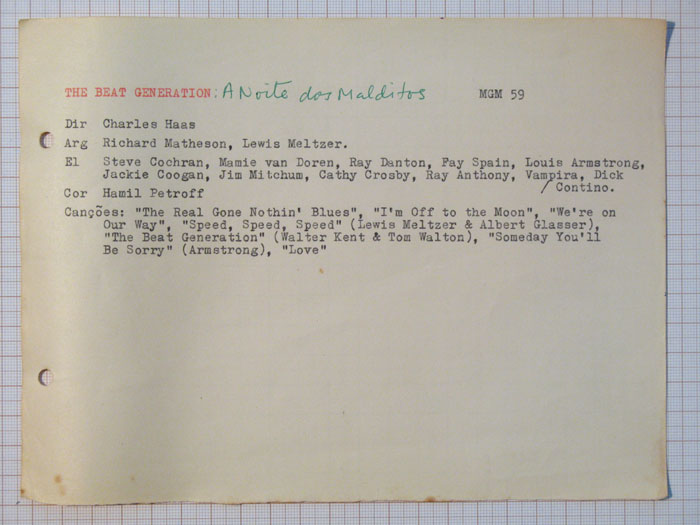 THE BEAT GENERATION: A Noite dos Malditos MGM 59
Dir Charles Haas
Arg Richard Matheson, Lewis Meltzer.
El Steve Cochran, Mamie van Doren, Ray Danton, Fay Spain, Louis Armstrong,
Jackie Coogan, Jim Mitchum, Cathy Crosby, Ray Anthony, Vampira, Dick
/ Contino.
Cor Hamil Petroff
Canções: "The Real Gone Nothin' Blues", "I'm Off to the Moon", "We're on
Our Way", "Speed, Speed, Speed" (Lewis Meltzer & Albert Glasser),
"The Beat Generation" (Walter Kent & Tom Walton), "Someday You'll
Be Sorry" (Armstrong), "Love"